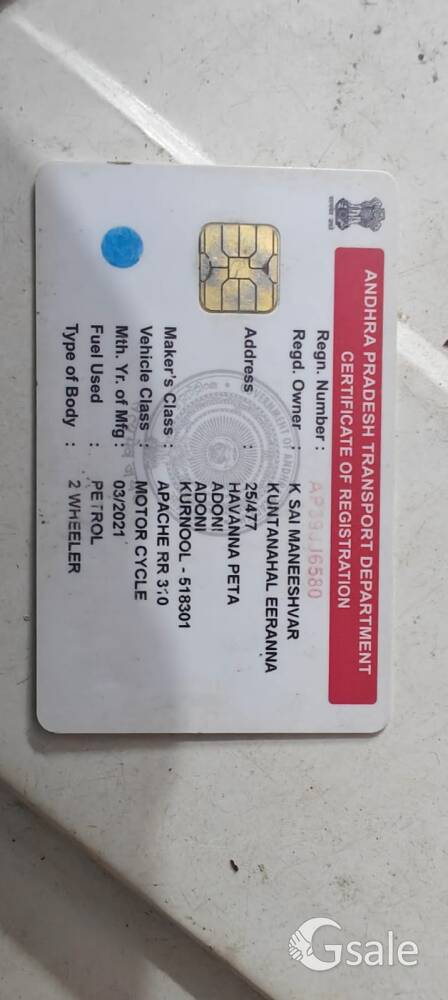 ANDHRA PRADESH TRANSPORT DEPARTMENT
CERTIFICATE OF REGISTRATION
Regn. Number :
Regd. Owner : K SAI MANEESHVAR
KUNTANAHAL EERANNA
Address : 25/477
HAVANNA PETA
ADONI
ADONI
KURNOOL - 518301
Maker's Class : APACHE RR 310
Vehicle Class : MOTOR CYCLE
Mth. Yr. of Mfg : 03/2021
Fuel Used : PETROL
Type of Body : 2 WHEELER
Gsale